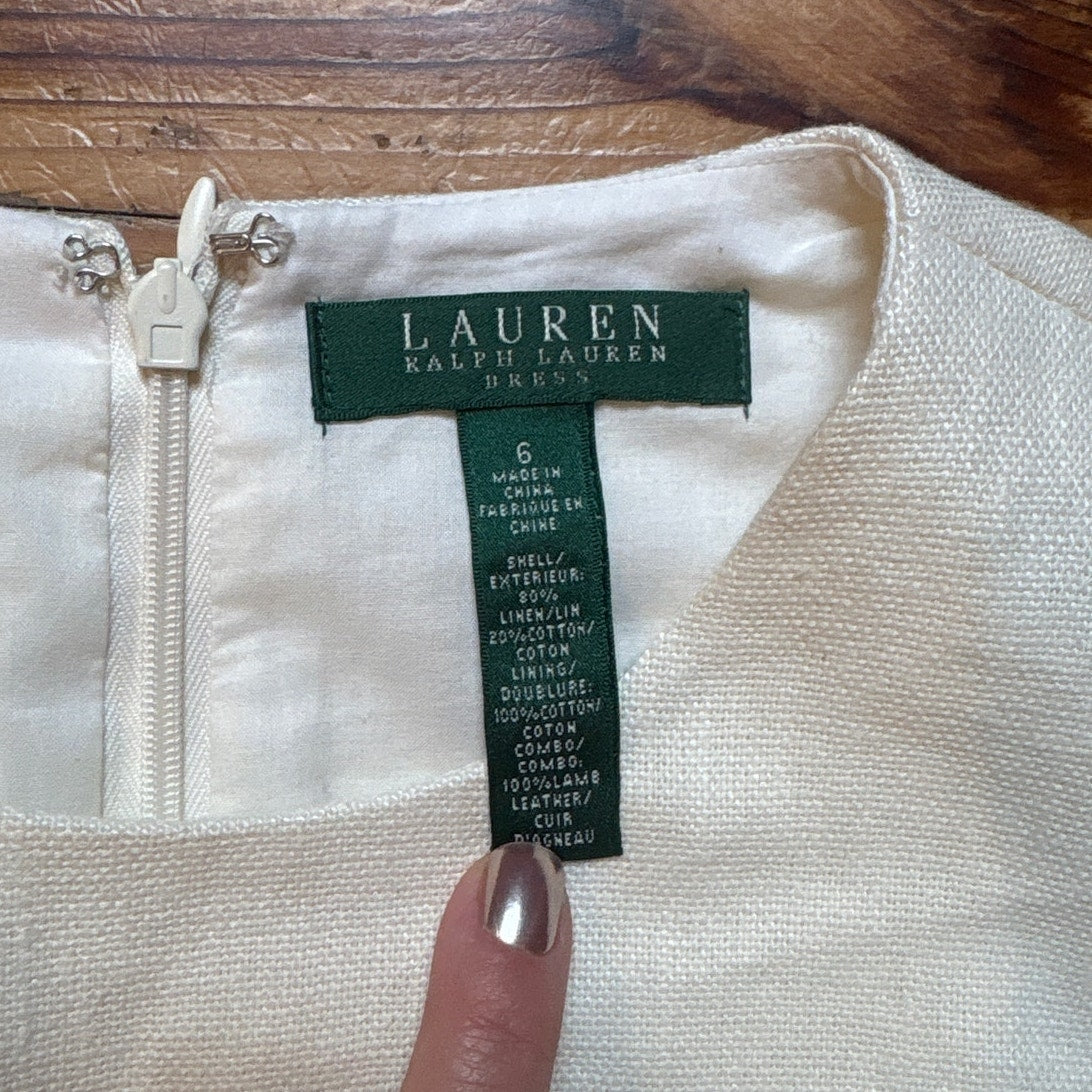 LAUREN
RALPH LAUREN
DRESS
6
MADE IN
CHINA
FABRIQUE EN
CHINE
SHELL/
EXTERIEUR:
80%
LINEN/LIN
20%COTTON/
COTON
LINING/
DOUBLURE:
100%COTTON/
COTON
COMBO/
COMBO:
100%LAMB
LEATHER/
CUIR
D'AGNEAU